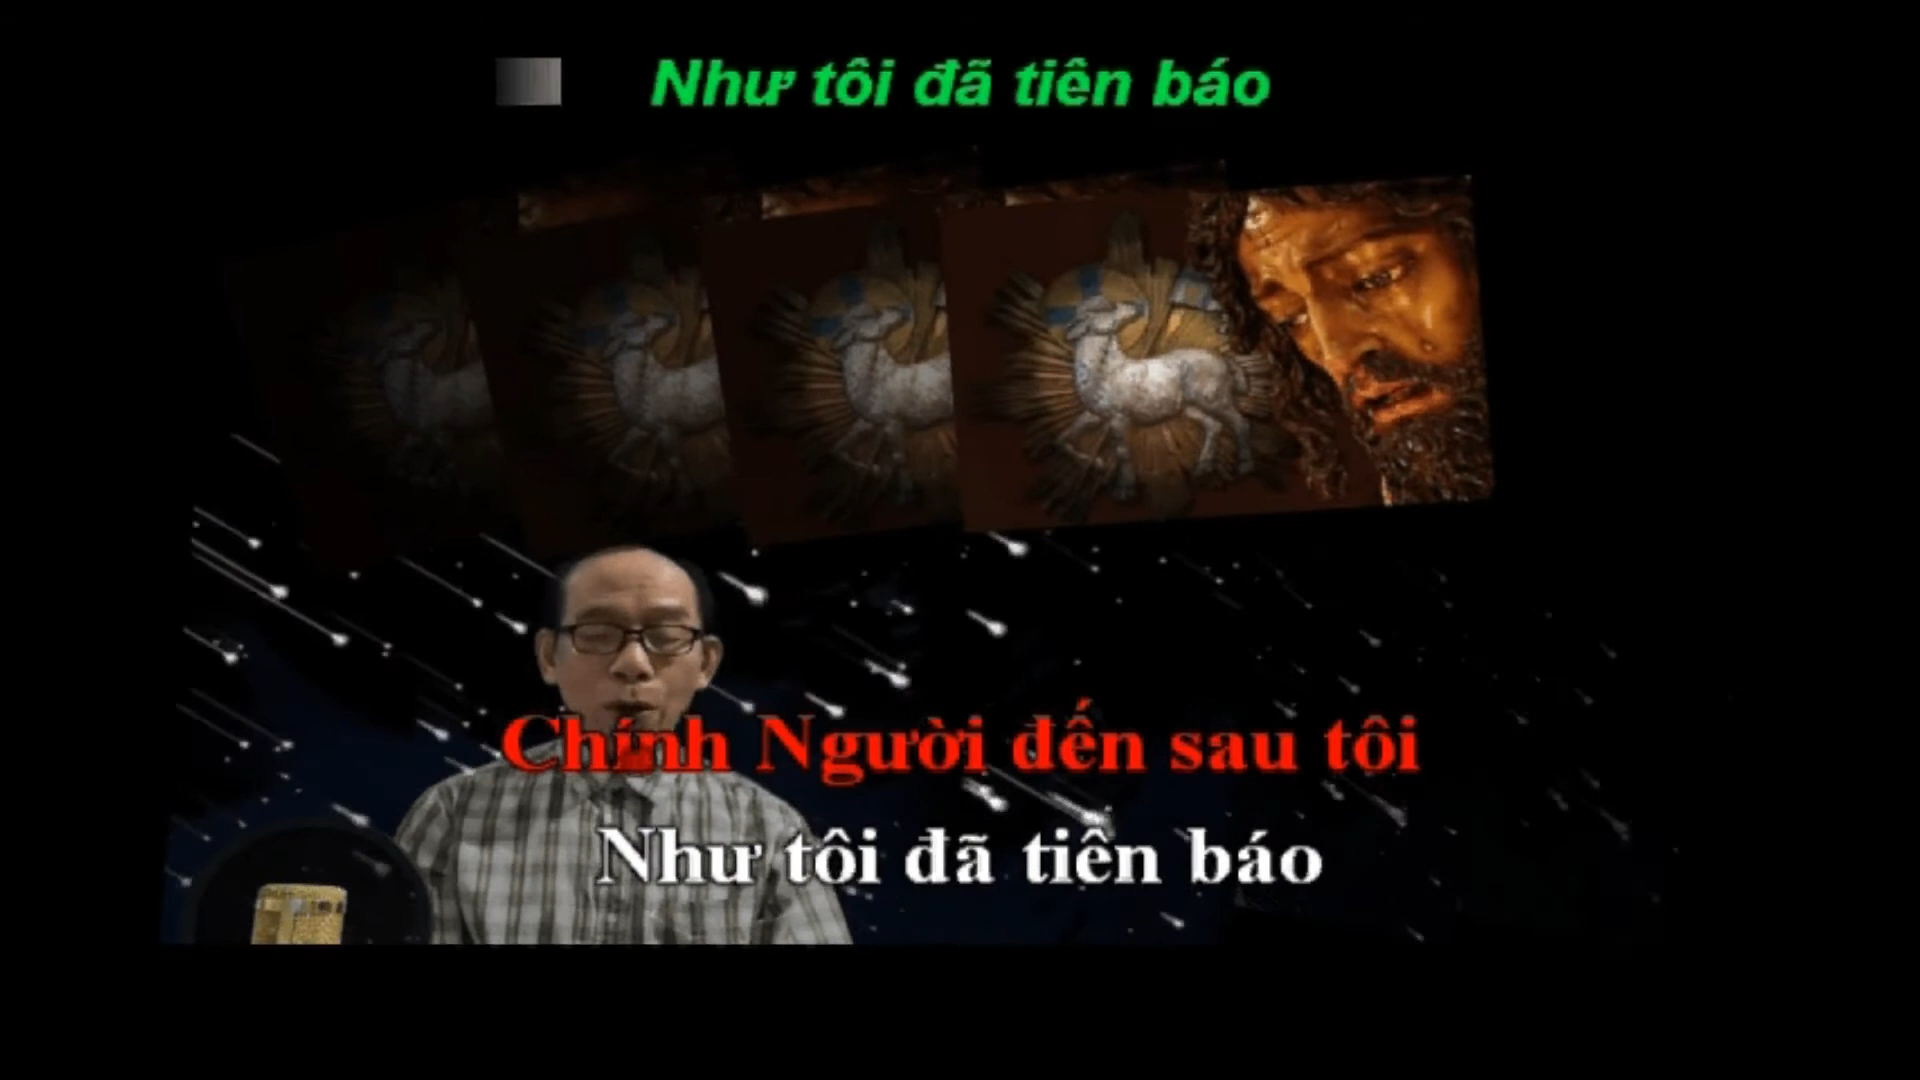 Như tôi đã tiên báo
Chính Người đến sau tôi
Như tôi đã tiên báo